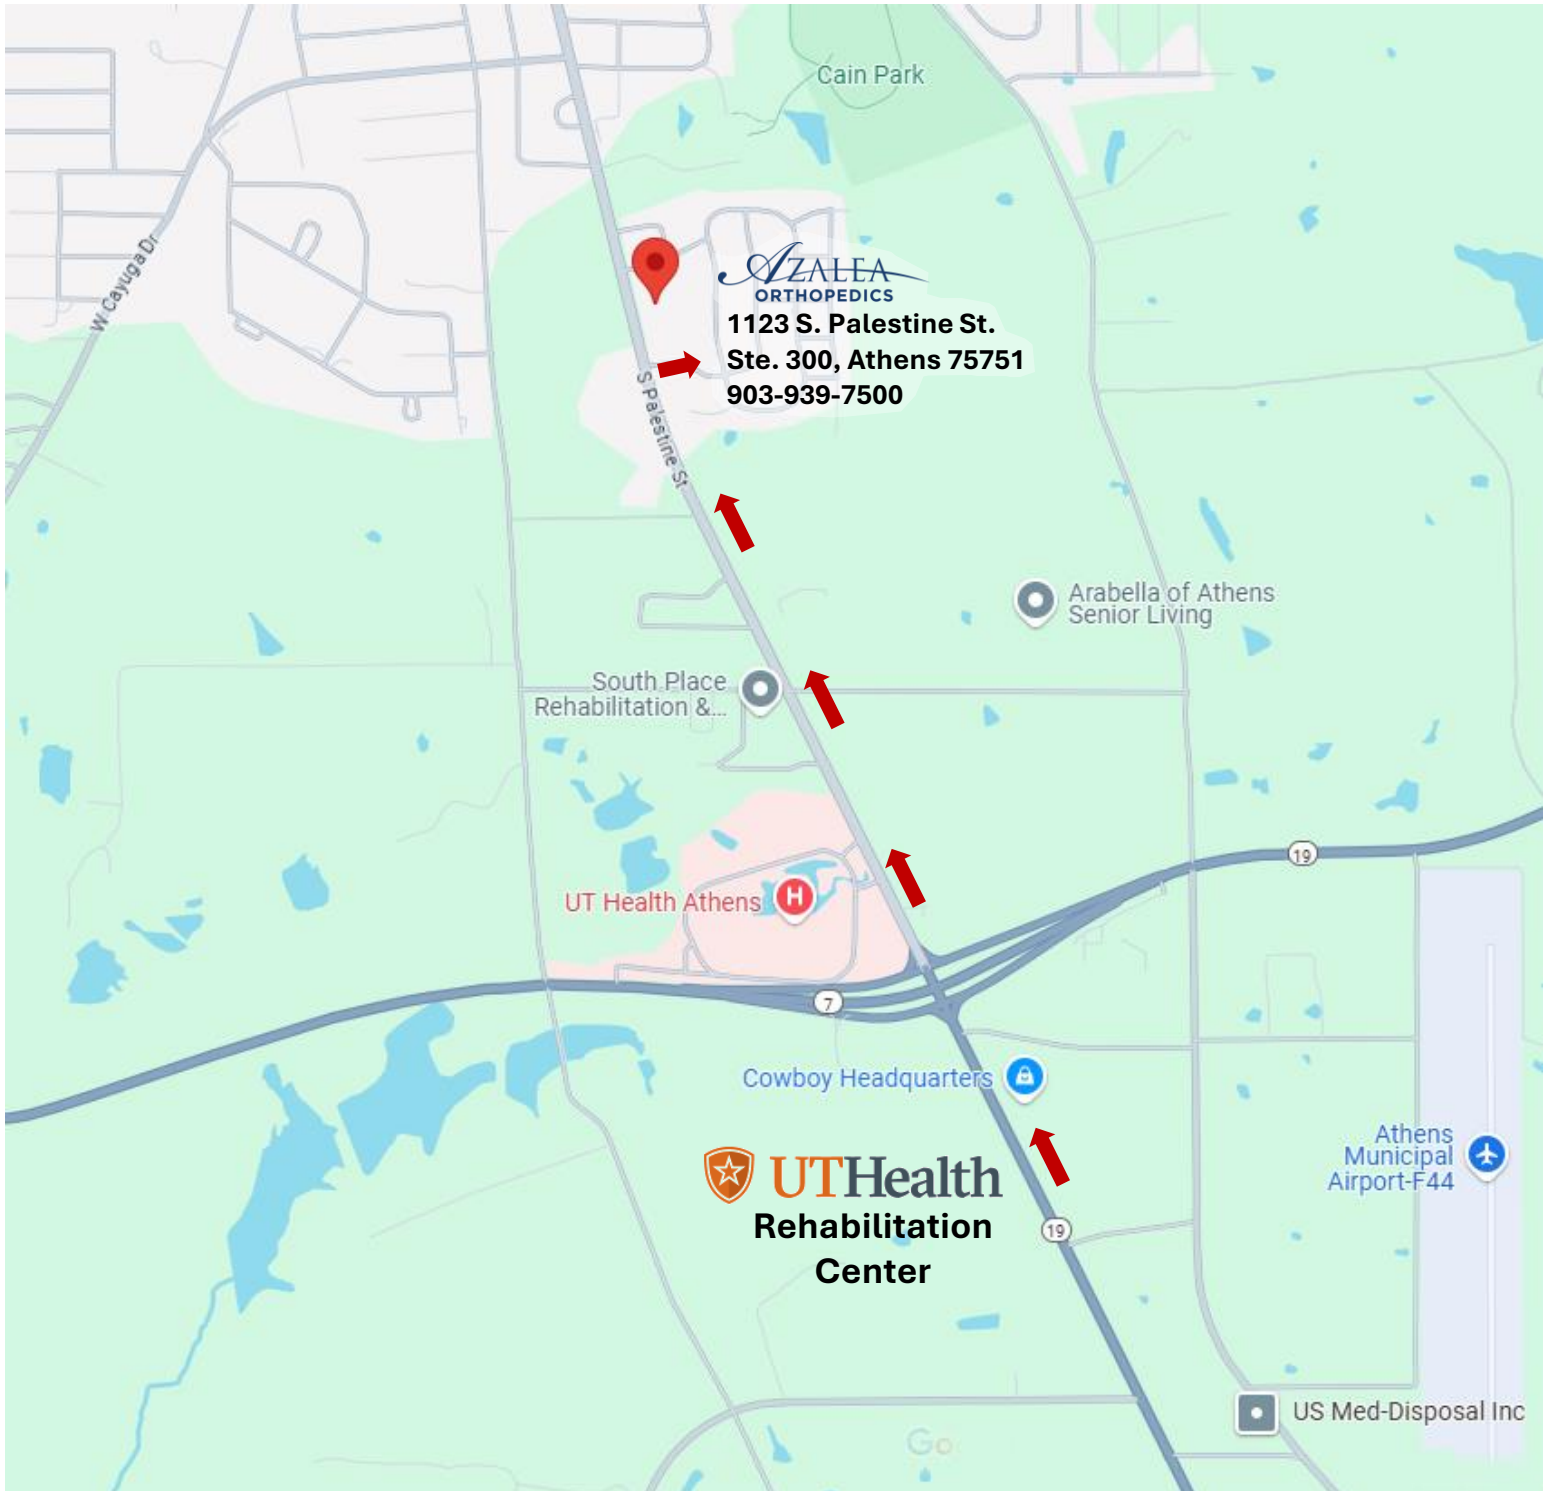 Cain Park
W Cayuga Dr
AZALEA
ORTHOPEDICS
1123 S. Palestine St.
Ste. 300, Athens 75751
903-939-7500
S Palestine St
Arabella of Athens
Senior Living
South Place
Rehabilitation &...
19
UT Health Athens
H
7
Cowboy Headquarters
Athens
Municipal
Airport-F44
UTHealth
Rehabilitation
Center
19
US Med-Disposal Inc
Go